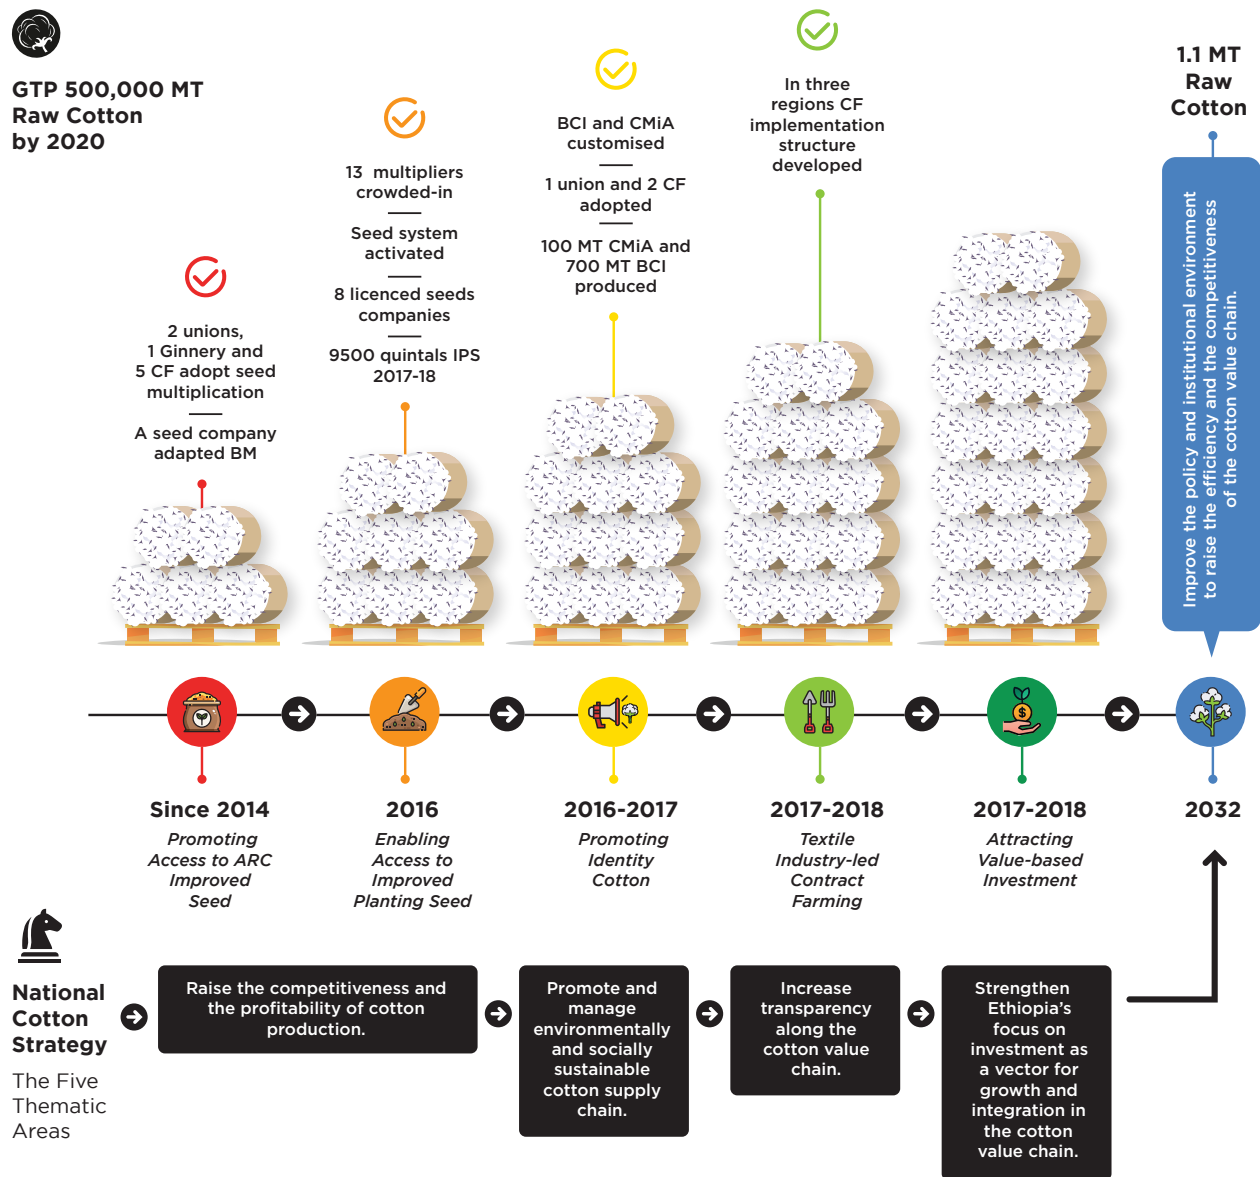 GTP 500,000 MT
Raw Cotton
by 2020
2 unions,
1 Ginnery and
5 CF adopt seed
multiplication
A seed company
adapted BM
13 multipliers
crowded-in
Seed system
activated
8 licenced seeds
companies
9500 quintals IPS
2017-18
BCI and CMiA
customised
1 union and 2 CF
adopted
100 MT CMiA and
700 MT BCI
produced
In three
regions CF
implementation
structure
developed
1.1 MT
Raw
Cotton
Improve the policy and institutional environment
to raise the efficiency and the competitiveness
of the cotton value chain.
$
Since 2014
Promoting
Access to ARC
Improved
Seed
2016
Enabling
Access to
Improved
Planting Seed
2016-2017
Promoting
Identity
Cotton
2017-2018
Textile
Industry-led
Contract
Farming
2017-2018
Attracting
Value-based
Investment
2032
National
Cotton
Strategy
The Five
Thematic
Areas
Raise the competitiveness and
the profitability of cotton
production.
Promote and
manage
environmentally
and socially
sustainable
cotton supply
chain.
Increase
transparency
along the
cotton value
chain.
Strengthen
Ethiopia's
focus on
investment as
a vector for
growth and
integration in
the cotton
value chain.